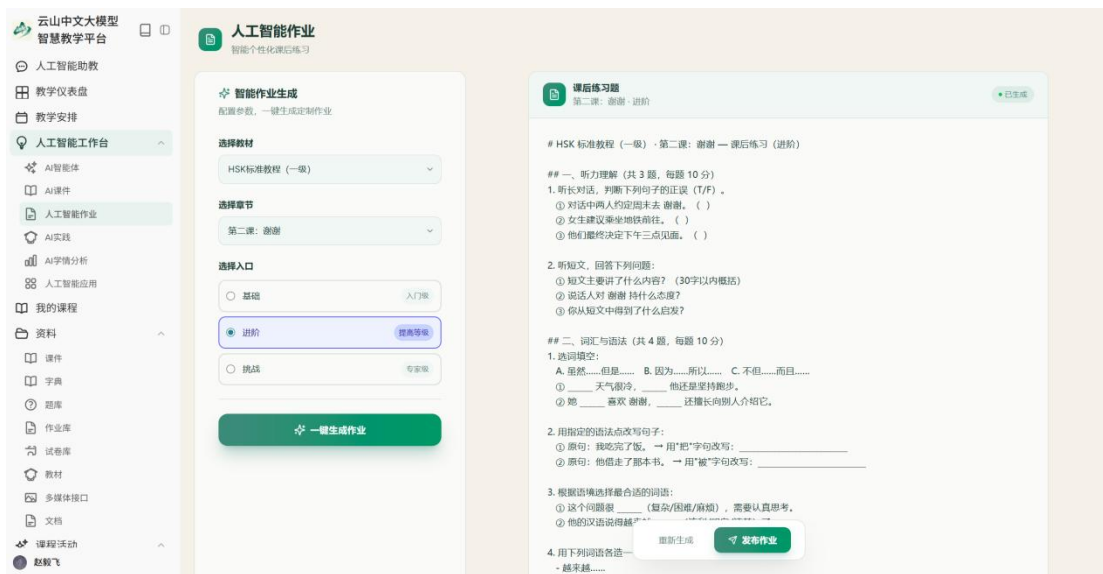 云山中文大模型
智慧教学平台
人工智能助教
教学仪表盘
教学安排
人工智能工作台
AI智能体
AI课件
人工智能作业
AI实践
AI学情分析
人工智能应用
我的课程
资料
课件
字典
题库
作业库
试卷库
教材
多媒体接口
文档
课程活动
赵毅飞
人工智能作业
智能个性化课后练习
智能作业生成
配置参数，一键生成定制作业
选择教材
HSK标准教程（一级）
选择章节
第二课：谢谢
选择入口
基础
入门级
进阶
提高等级
挑战
专家级
一键生成作业
课后练习题
第二课：谢谢 · 进阶
已生成
# HSK 标准教程（一级）· 第二课：谢谢 — 课后练习（进阶）
## 一、听力理解（共 3 题，每题 10 分）
1. 听长对话，判断下列句子的正误（T/F）。
① 对话中两人约定周末去 谢谢。（ ）
② 女生建议乘坐地铁前往。（ ）
③ 他们最终决定下午三点见面。（ ）
2. 听短文，回答下列问题：
① 短文主要讲了什么内容？（30字以内概括）
② 说话人对 谢谢 持什么态度？
③ 你从短文中得到了什么启发？
## 二、词汇与语法（共 4 题，每题 10 分）
1. 选词填空：
A. 虽然……但是…… B. 因为……所以…… C. 不但……而且……
① _____ 天气很冷，_____ 他还是坚持跑步。
② 她 _____ 喜欢 谢谢，_____ 还擅长向别人介绍它。
2. 用指定的语法点改写句子：
① 原句：我吃完了饭。 → 用"把"字句改写：____________________
② 原句：他借走了那本书。 → 用"被"字句改写：____________________
3. 根据语境选择最合适的词语：
① 这个问题很 _____（复杂/困难/麻烦），需要认真思考。
② 他的汉语说得越来
4. 用下列词语各造一
- 越来越……
重新生成
发布作业